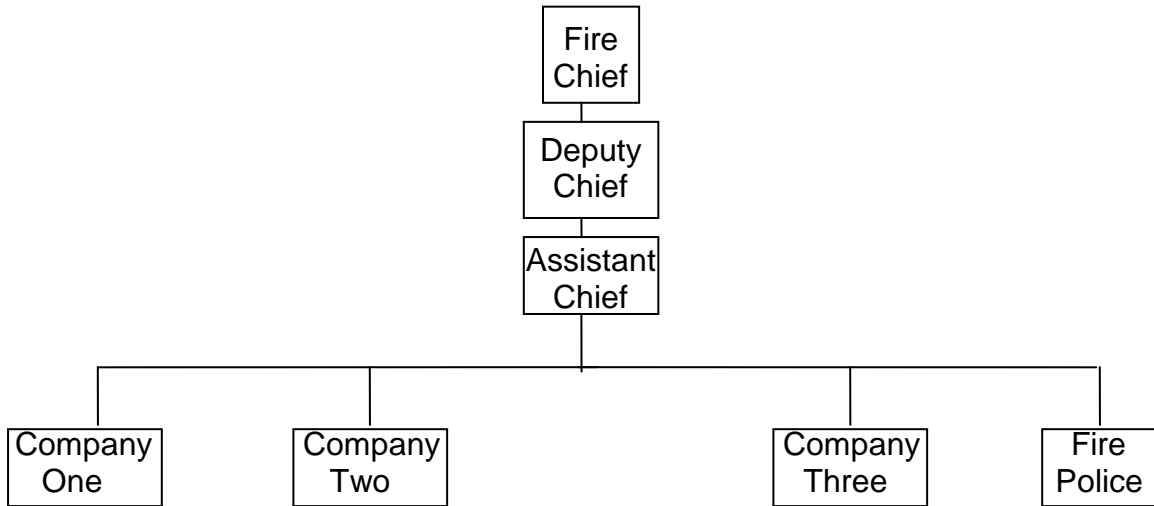 Fire
Chief
Deputy
Chief
Assistant
Chief
Company
One
Company
Two
Company
Three
Fire
Police